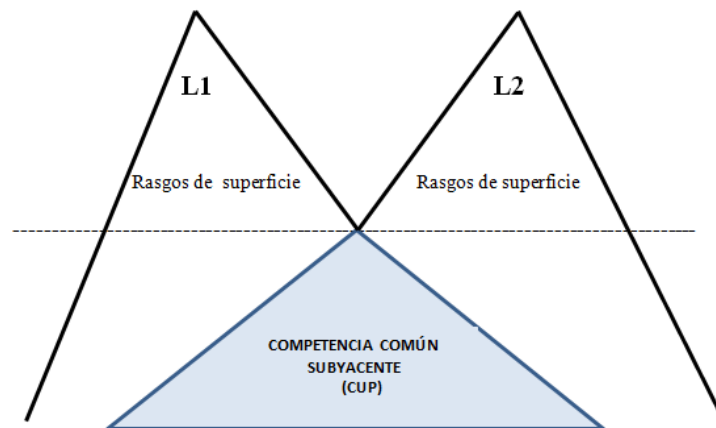 L1
L2
Rasgos de superficie
Rasgos de superficie
COMPETENCIA COMÚN
SUBYACENTE
(CUP)